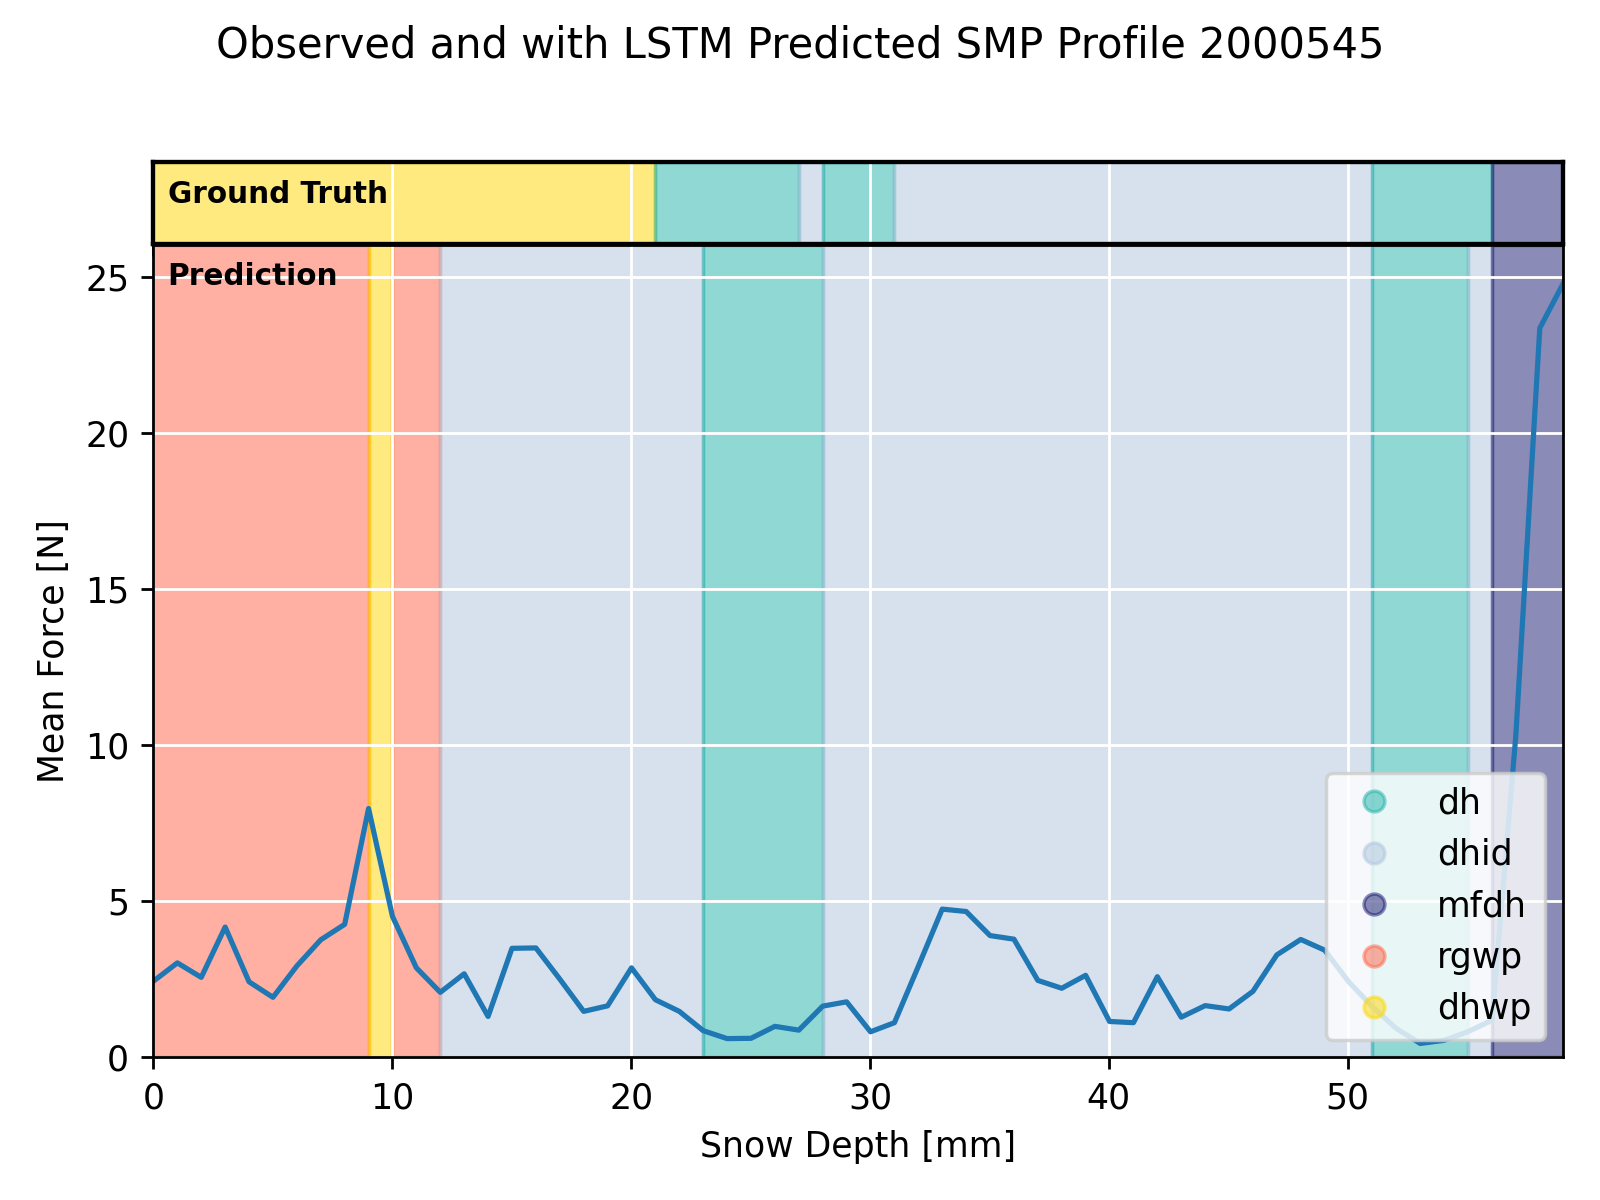 Observed and with LSTM Predicted SMP Profile 2000545
Ground Truth
Prediction
25
20
15
10
5
0
Mean Force [N]
dh
dhid
mfdh
rgwp
dhwp
0 10 20 30 40 50
Snow Depth [mm]